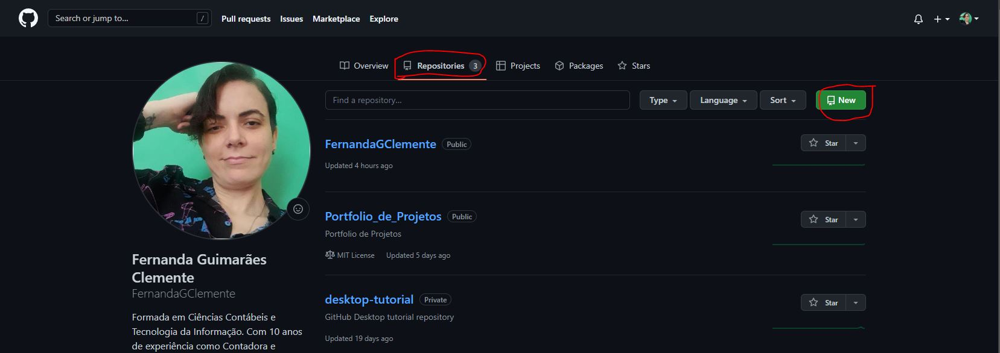 Search or jump to... / Pull requests Issues Marketplace Explore
Overview Repositories 3 Projects Packages Stars
Find a repository... Type Language Sort New
FernandaGClemente Public Star
Updated 4 hours ago
Portfolio_de_Projetos Public Star
Portfolio de Projetos
MIT License Updated 5 days ago
desktop-tutorial Private Star
GitHub Desktop tutorial repository
Updated 19 days ago
Fernanda Guimarães
Clemente
FernandaGClemente
Formada em Ciências Contábeis e
Tecnologia da Informação. Com 10 anos
de experiência como Contadora e